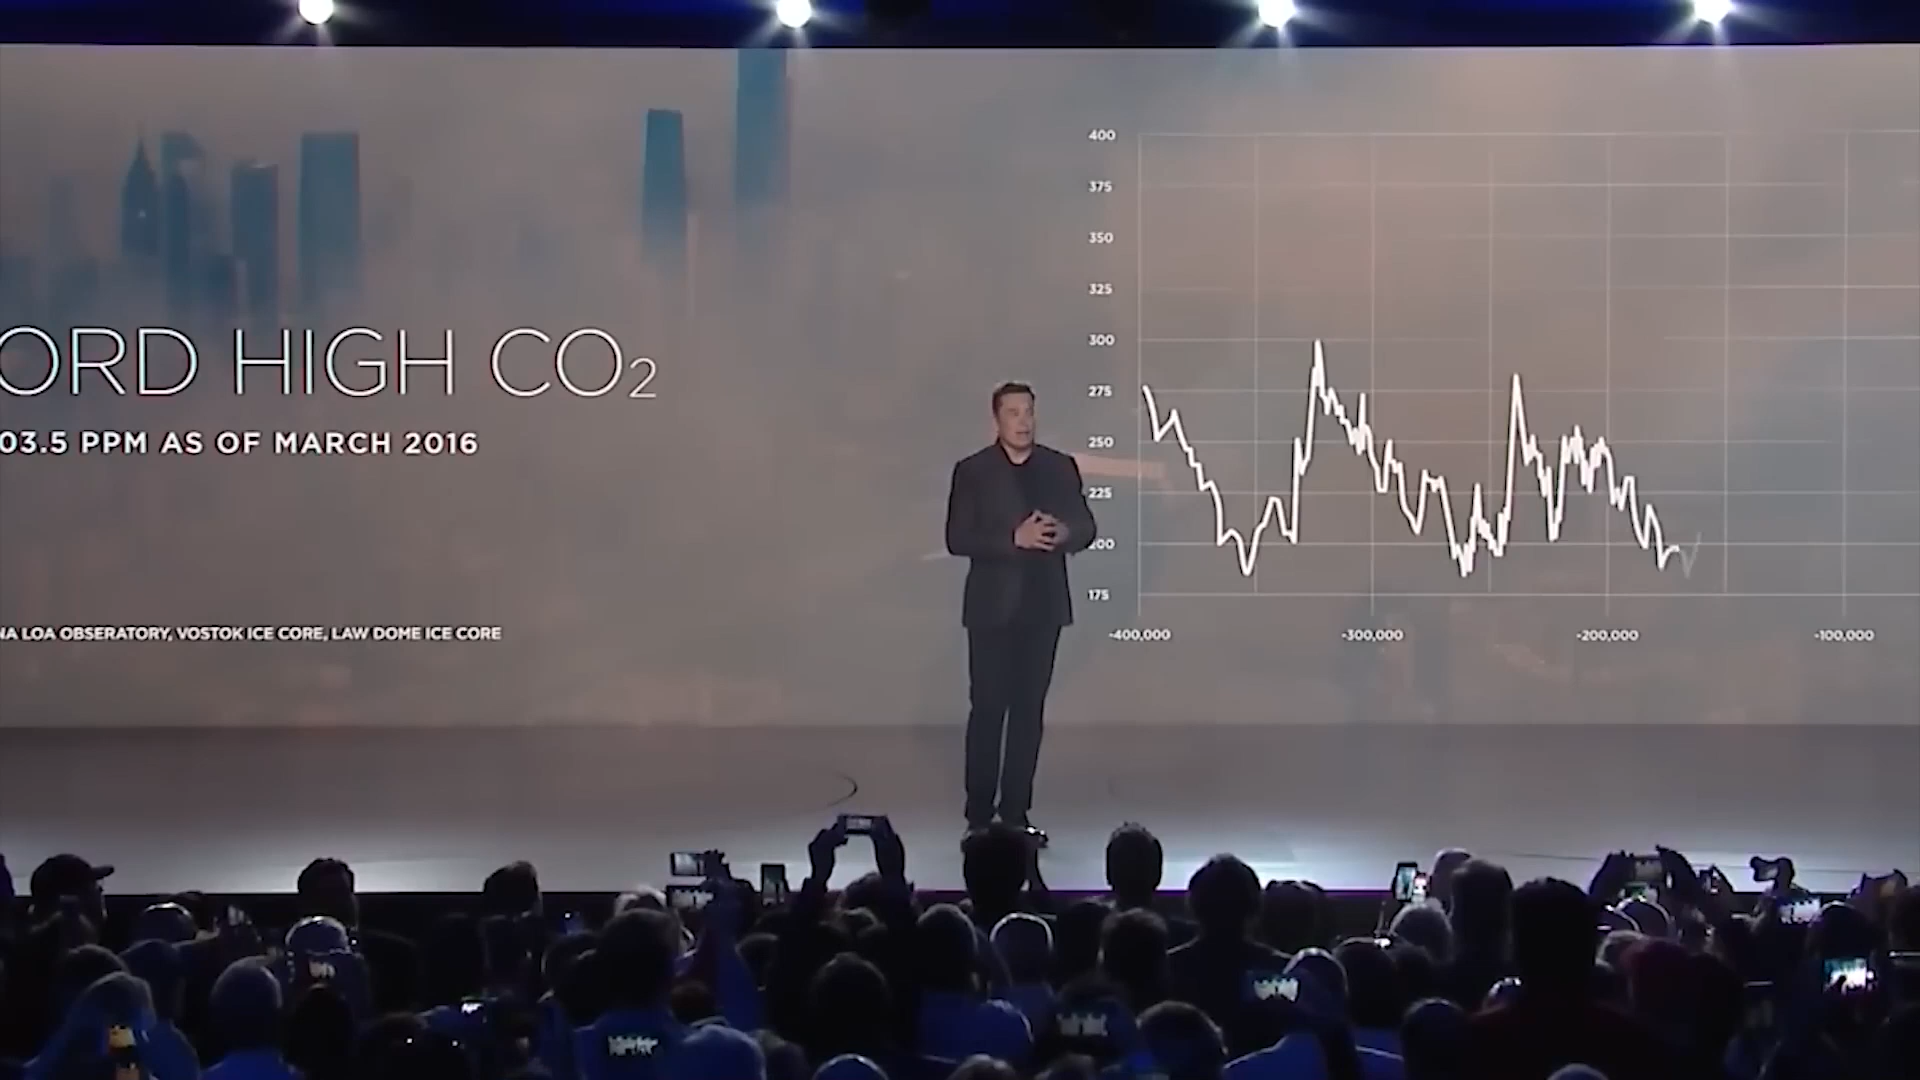 ORD HIGH CO₂
03.5 PPM AS OF MARCH 2016
NA LOA OBSERATORY, VOSTOK ICE CORE, LAW DOME ICE CORE
400
375
350
325
300
275
250
225
200
175
-400,000 -300,000 -200,000 -100,000